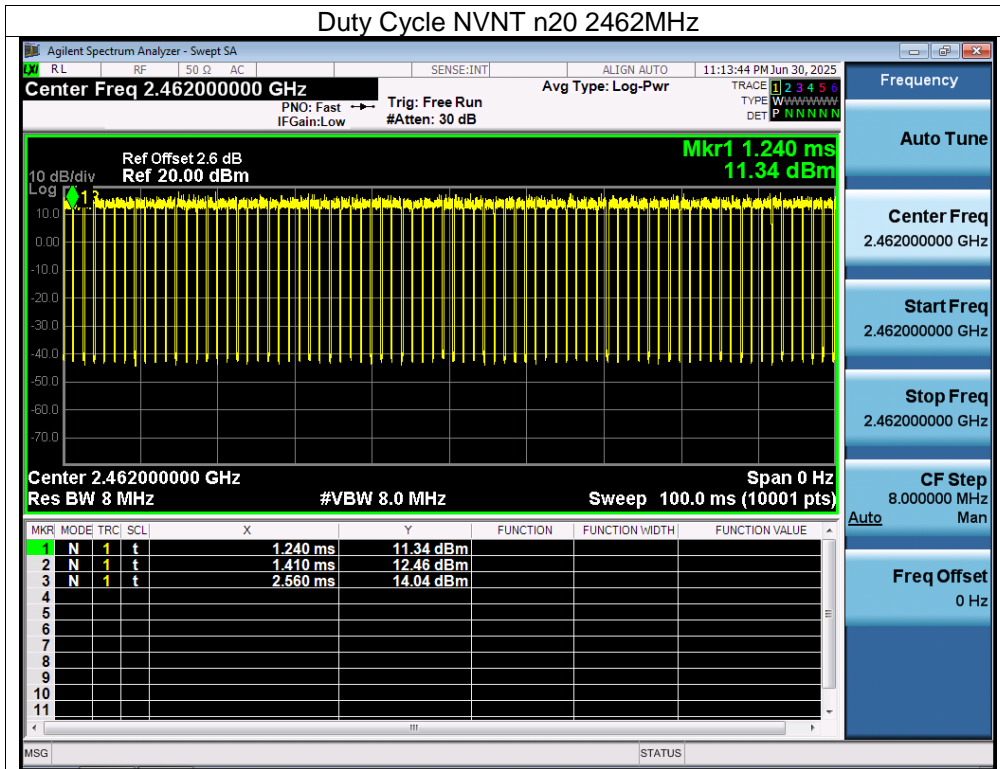 Duty Cycle NVNT n20 2462MHz
Agilent Spectrum Analyzer - Swept SA
LXI RL RF 50 Ω AC SENSE:INT ALIGN AUTO 11:13:44 PM Jun 30, 2025
Center Freq 2.462000000 GHz
PNO: Fast
IFGain:Low
Trig: Free Run
#Atten: 30 dB
Avg Type: Log-Pwr
TRACE 1 2 3 4 5 6
TYPE WWWWWW
DET P N N N N N
Frequency
Auto Tune
Center Freq
2.462000000 GHz
Start Freq
2.462000000 GHz
Stop Freq
2.462000000 GHz
CF Step
8.000000 MHz
Auto Man
Freq Offset
0 Hz
Mkr1 1.240 ms
11.34 dBm
Ref Offset 2.6 dB
10 dB/div Ref 20.00 dBm
Log
1 3
10.0
0.00
-10.0
-20.0
-30.0
-40.0
-50.0
-60.0
-70.0
Center 2.462000000 GHz Span 0 Hz
Res BW 8 MHz #VBW 8.0 MHz Sweep 100.0 ms (10001 pts)
MKR MODE TRC SCL X Y FUNCTION FUNCTION WIDTH FUNCTION VALUE
1 N 1 t 1.240 ms 11.34 dBm
2 N 1 t 1.410 ms 12.46 dBm
3 N 1 t 2.560 ms 14.04 dBm
4
5
6
7
8
9
10
11
MSG STATUS